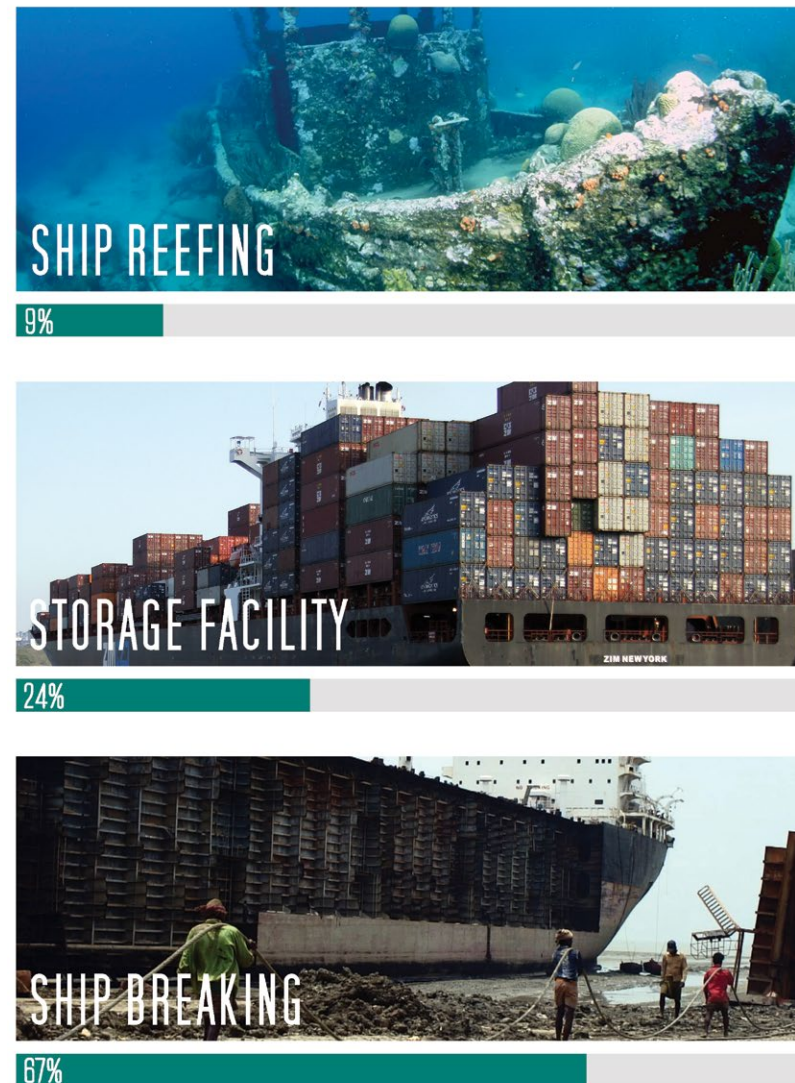 SHIP REEFING
9%
STORAGE FACILITY
ZIM NEW YORK
24%
SHIP BREAKING
67%